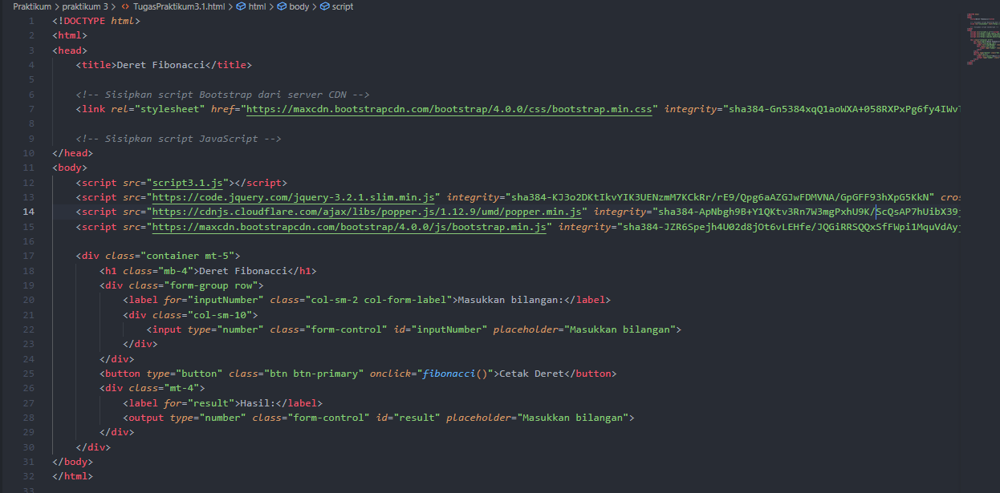 Praktikum > praktikum 3 > <> TugasPraktikum3.1.html > html > body > script
1 <!DOCTYPE html>
2 <html>
3 <head>
4 <title>Deret Fibonacci</title>
5
6 <!-- Sisipkan script Bootstrap dari server CDN -->
7 <link rel="stylesheet" href="https://maxcdn.bootstrapcdn.com/bootstrap/4.0.0/css/bootstrap.min.css" integrity="sha384-Gn5384xqQ1aoWXA+058RXPxPg6fy4IWv
8
9 <!-- Sisipkan script JavaScript -->
10 </head>
11 <body>
12 <script src="script3.1.js"></script>
13 <script src="https://code.jquery.com/jquery-3.2.1.slim.min.js" integrity="sha384-KJ3o2DKtIkvYIK3UENzmM7KCkRr/rE9/Qpg6aAZGJwFDMVNA/GpGFF93hXpG5KkN" cros
14 <script src="https://cdnjs.cloudflare.com/ajax/libs/popper.js/1.12.9/umd/popper.min.js" integrity="sha384-ApNbgh9B+Y1QKtv3Rn7W3mgPxhU9K/ScQsAP7hUibX39j
15 <script src="https://maxcdn.bootstrapcdn.com/bootstrap/4.0.0/js/bootstrap.min.js" integrity="sha384-JZR6Spejh4U02d8jOt6vLEHfe/JQGiRRSQQxSfFWpi1MquVdAyj
16
17 <div class="container mt-5">
18 <h1 class="mb-4">Deret Fibonacci</h1>
19 <div class="form-group row">
20 <label for="inputNumber" class="col-sm-2 col-form-label">Masukkan bilangan:</label>
21 <div class="col-sm-10">
22 <input type="number" class="form-control" id="inputNumber" placeholder="Masukkan bilangan">
23 </div>
24 </div>
25 <button type="button" class="btn btn-primary" onclick="fibonacci()">Cetak Deret</button>
26 <div class="mt-4">
27 <label for="result">Hasil:</label>
28 <output type="number" class="form-control" id="result" placeholder="Masukkan bilangan">
29 </div>
30 </div>
31 </body>
32 </html>
33